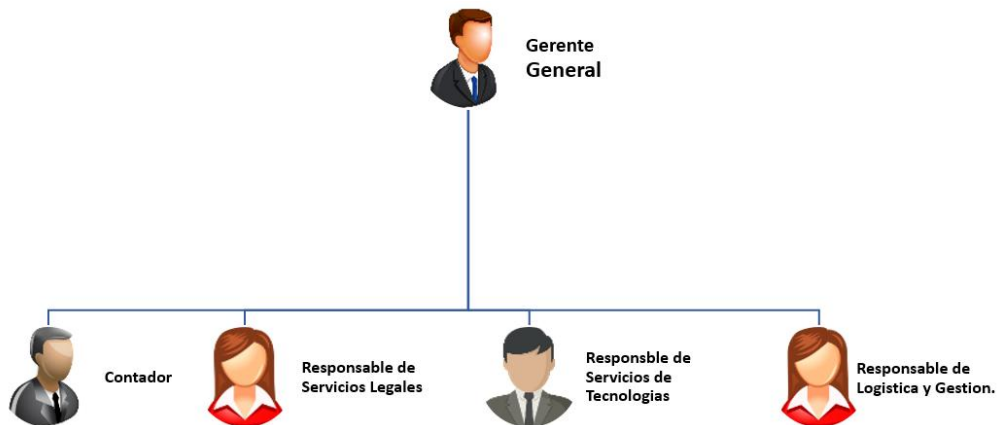 Gerente
General
Contador
Responsable de
Servicios Legales
Responsble de
Servicios de
Tecnologias
Responsable de
Logistica y Gestion.